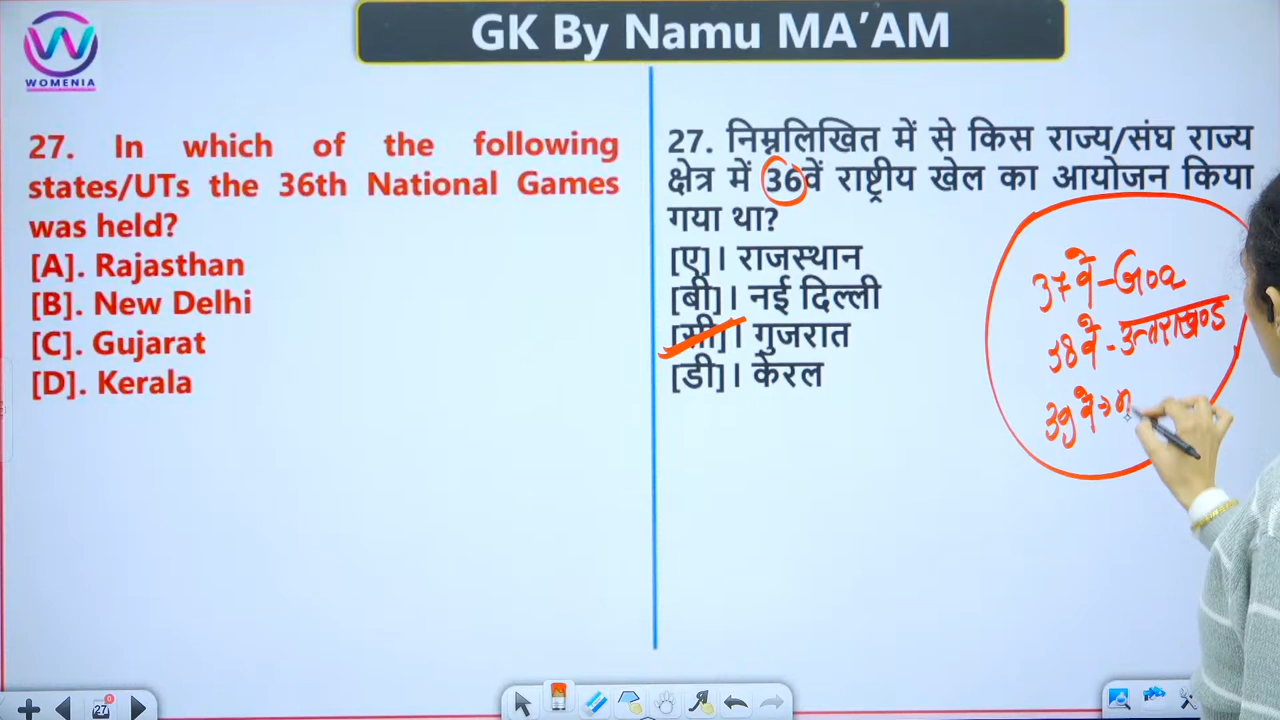 WOMENIA
GK By Namu MA’AM
27. In which of the following
states/UTs the 36th National Games
was held?
[A]. Rajasthan
[B]. New Delhi
[C]. Gujarat
[D]. Kerala
27. निम्नलिखित में से किस राज्य/संघ राज्य
क्षेत्र में 36वें राष्ट्रीय खेल का आयोजन किया
गया था?
[ए]। राजस्थान
[बी]। नई दिल्ली
[सी]। गुजरात
[डी]। केरल
37वे - Goa
38वे - उत्तराखण्ड
39वे →
27